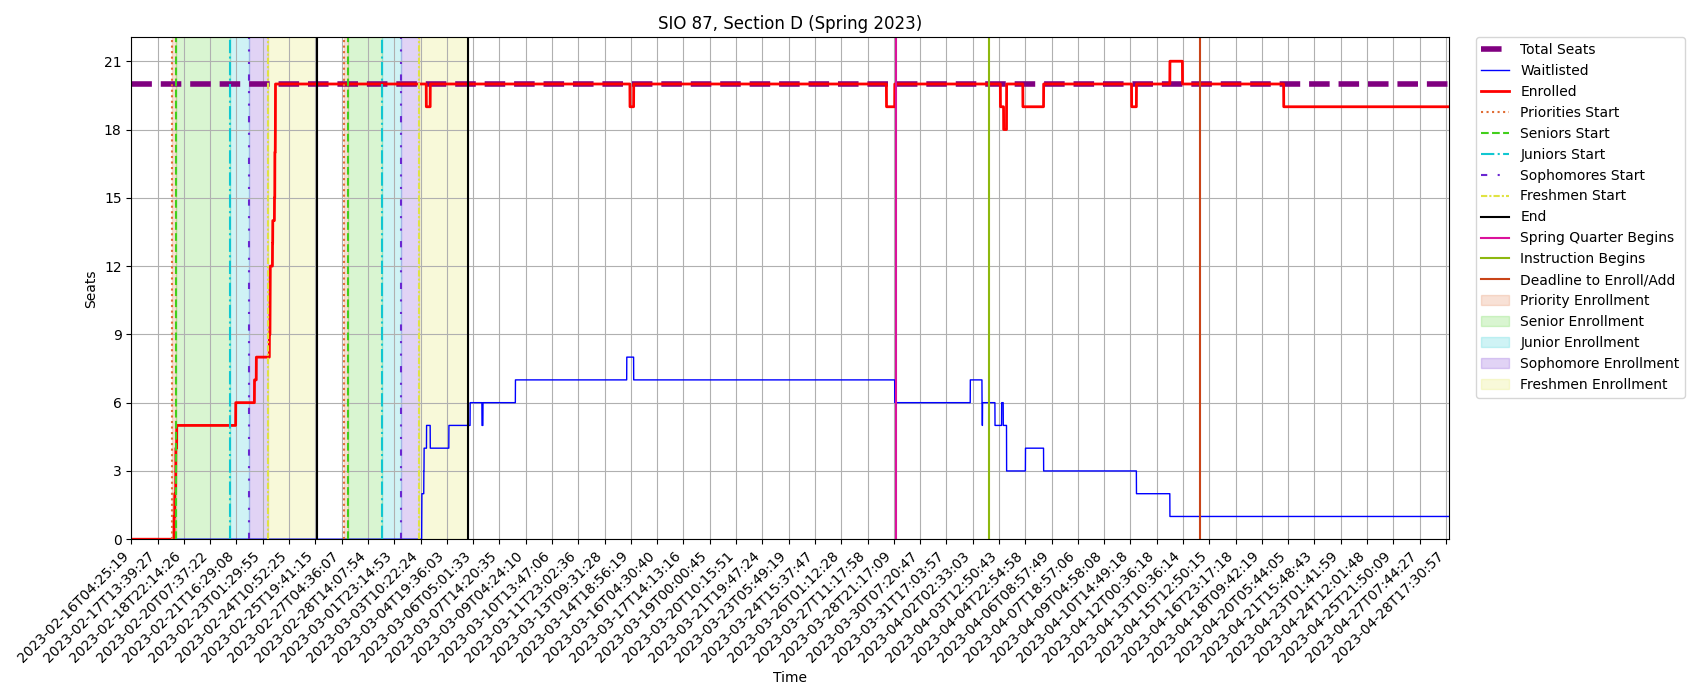 SIO 87, Section D (Spring 2023)
Seats
21
18
15
12
9
6
3
0
2023-02-16T04:25:19
2023-02-17T13:39:27
2023-02-18T22:14:26
2023-02-20T07:37:22
2023-02-21T16:29:08
2023-02-23T01:29:55
2023-02-24T10:52:25
2023-02-25T19:41:15
2023-02-27T04:36:07
2023-02-28T14:07:54
2023-03-01T23:14:53
2023-03-03T10:22:24
2023-03-04T19:36:03
2023-03-06T05:01:33
2023-03-07T14:20:35
2023-03-09T04:24:10
2023-03-10T13:47:06
2023-03-11T23:02:36
2023-03-13T09:31:28
2023-03-14T18:56:19
2023-03-16T04:30:40
2023-03-17T14:13:16
2023-03-19T00:00:45
2023-03-20T10:15:51
2023-03-21T19:47:24
2023-03-23T05:49:19
2023-03-24T15:37:47
2023-03-26T01:12:28
2023-03-27T11:17:58
2023-03-28T21:17:09
2023-03-30T07:20:47
2023-03-31T17:03:57
2023-04-02T02:33:03
2023-04-03T12:50:43
2023-04-04T22:54:58
2023-04-06T08:57:49
2023-04-07T18:57:06
2023-04-09T04:58:08
2023-04-10T14:49:18
2023-04-12T00:36:18
2023-04-13T10:36:14
2023-04-15T12:50:15
2023-04-16T23:17:18
2023-04-18T09:42:19
2023-04-20T05:44:05
2023-04-21T15:48:43
2023-04-23T01:41:59
2023-04-24T12:01:48
2023-04-25T21:50:09
2023-04-27T07:44:27
2023-04-28T17:30:57
Time
Total Seats
Waitlisted
Enrolled
Priorities Start
Seniors Start
Juniors Start
Sophomores Start
Freshmen Start
End
Spring Quarter Begins
Instruction Begins
Deadline to Enroll/Add
Priority Enrollment
Senior Enrollment
Junior Enrollment
Sophomore Enrollment
Freshmen Enrollment